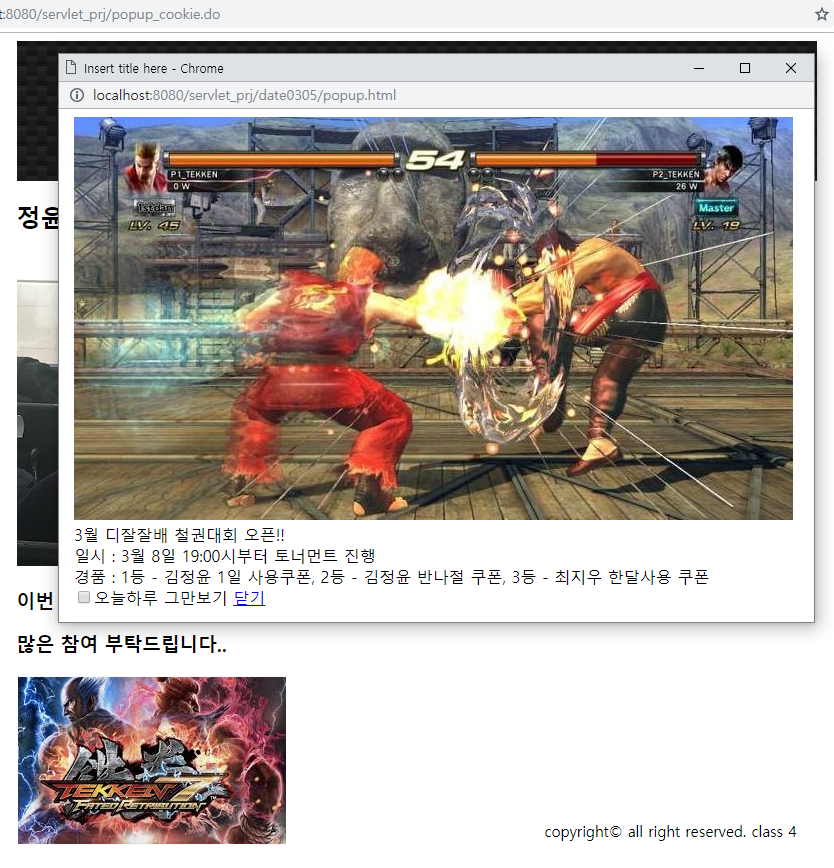 t:8080/servlet_prj/popup_cookie.do
Insert title here - Chrome
localhost:8080/servlet_prj/date0305/popup.html
54
P1_TEKKEN
P2_TEKKEN
0 W
26 W
1stdan
Master
LV. 45
LV. 19
정윤
3월 디잘잘배 철권대회 오픈!!
일시 : 3월 8일 19:00시부터 토너먼트 진행
경품 : 1등 - 김정윤 1일 사용쿠폰, 2등 - 김정윤 반나절 쿠폰, 3등 - 최지우 한달사용 쿠폰
오늘하루 그만보기 닫기
이번
많은 참여 부탁드립니다..
鉄拳
TEKKEN 7
FATED RETRIBUTION
copyright© all right reserved. class 4